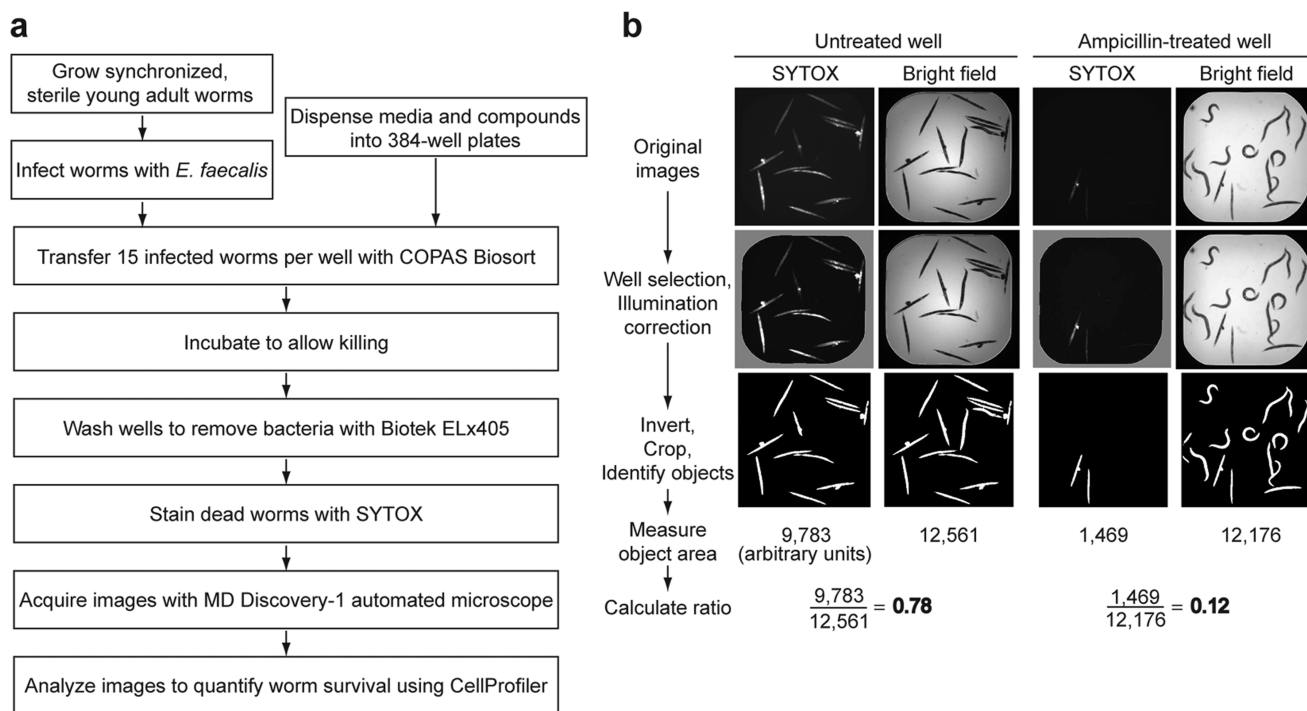 a
Grow synchronized,
sterile young adult worms
Dispense media and compounds
into 384-well plates
Infect worms with E. faecalis
Transfer 15 infected worms per well with COPAS Biosort
Incubate to allow killing
Wash wells to remove bacteria with Biotek ELx405
Stain dead worms with SYTOX
Acquire images with MD Discovery-1 automated microscope
Analyze images to quantify worm survival using CellProfiler
b
Untreated well
Ampicillin-treated well
SYTOX
Bright field
SYTOX
Bright field
Original
images
Well selection,
Illumination
correction
Invert,
Crop,
Identify objects
Measure
object area
9,783
(arbitrary units)
12,561
1,469
12,176
Calculate ratio
9,783
12,561
= 0.78
1,469
12,176
= 0.12